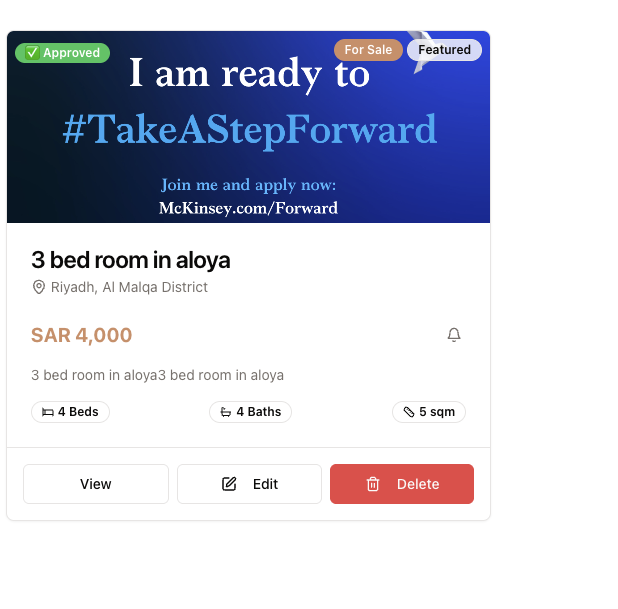 ✅ Approved
For Sale
Featured
I am ready to
#TakeAStepForward
Join me and apply now:
McKinsey.com/Forward
3 bed room in aloya
Riyadh, Al Malqa District
SAR 4,000
3 bed room in aloya3 bed room in aloya
4 Beds
4 Baths
5 sqm
View
Edit
Delete